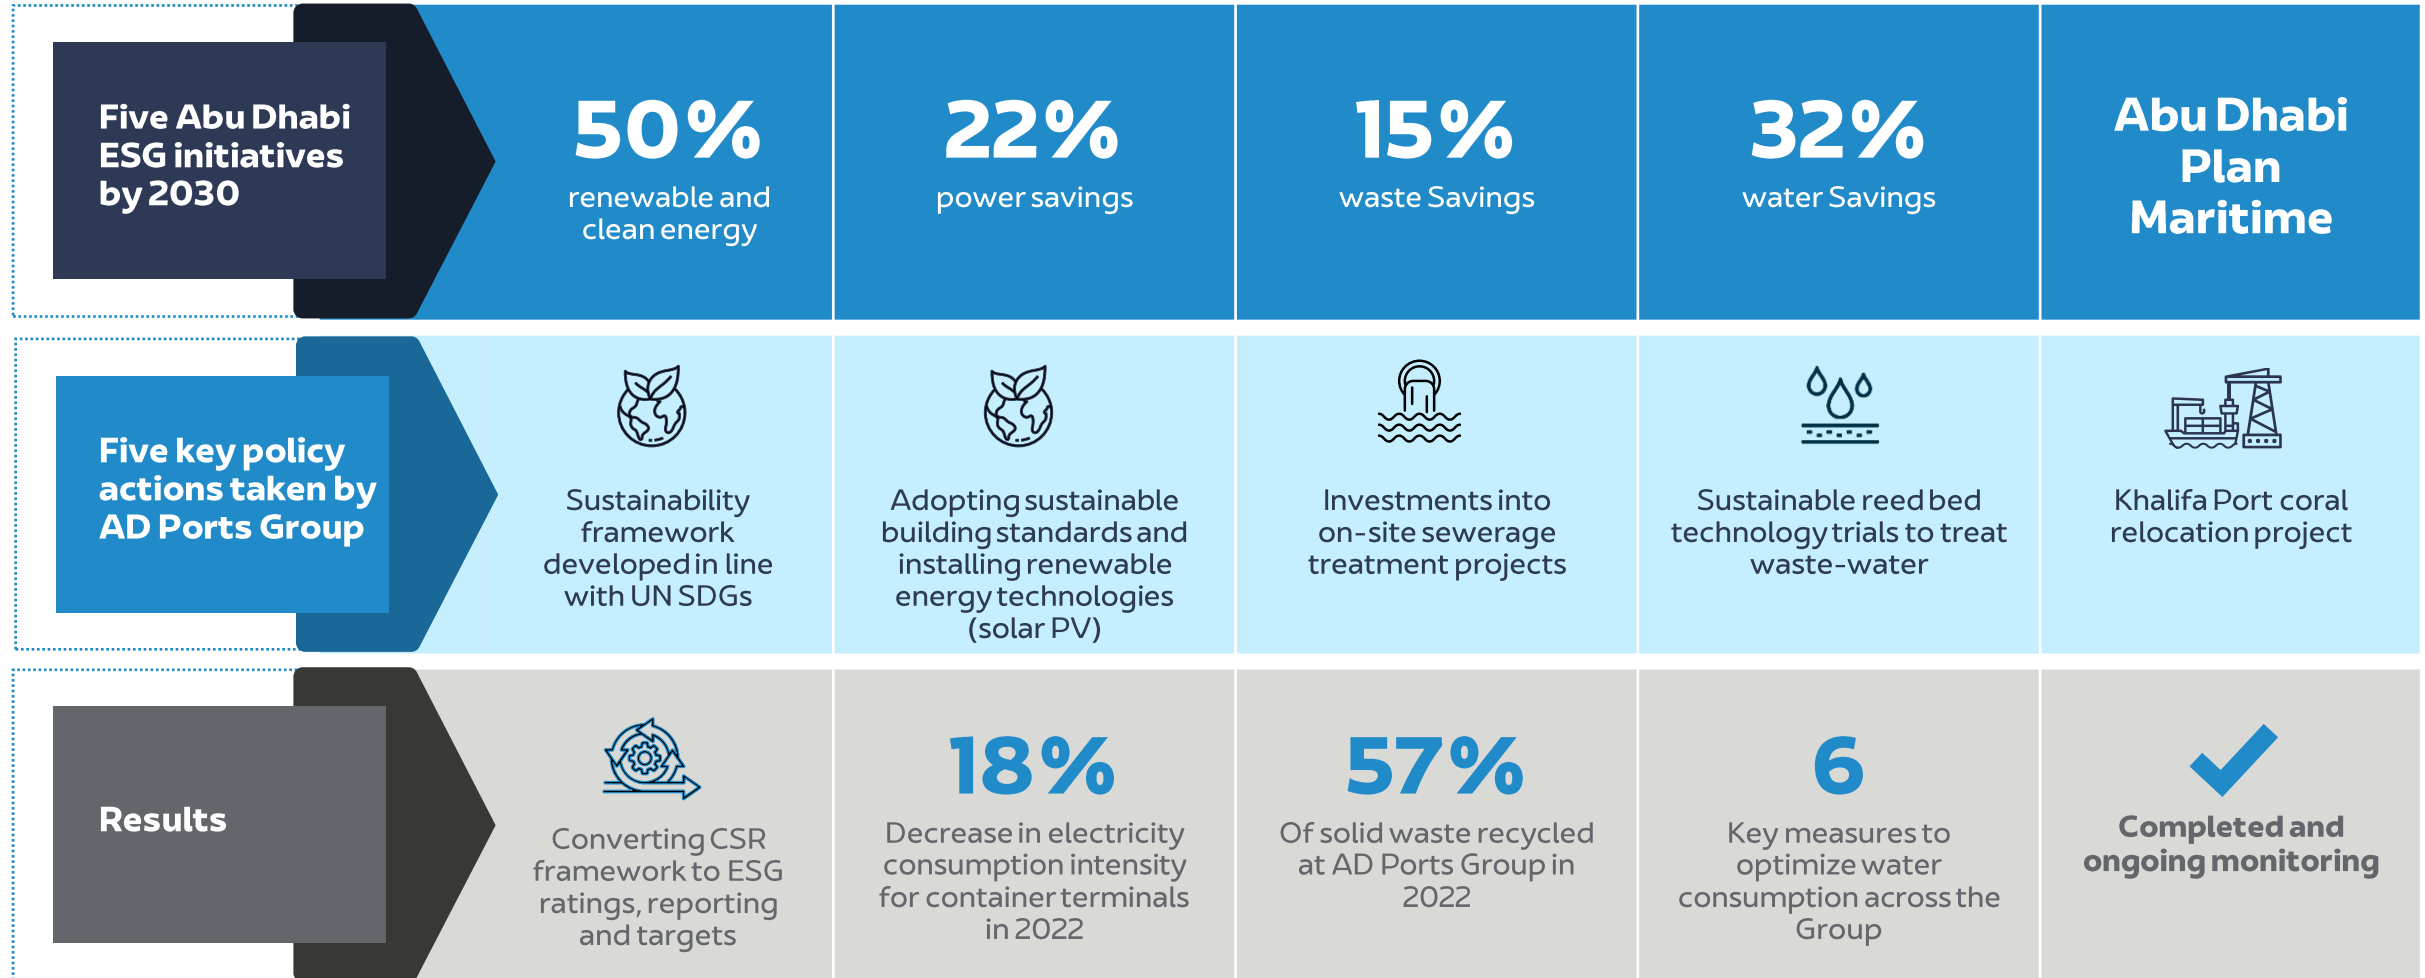 Five Abu Dhabi
ESG initiatives
by 2030
50%
renewable and
clean energy
22%
power savings
15%
waste Savings
32%
water Savings
Abu Dhabi
Plan
Maritime
Five key policy
actions taken by
AD Ports Group
Sustainability
framework
developed in line
with UN SDGs
Adopting sustainable
building standards and
installing renewable
energy technologies
(solar PV)
Investments into
on-site sewerage
treatment projects
Sustainable reed bed
technology trials to treat
waste-water
Khalifa Port coral
relocation project
Results
Converting CSR
framework to ESG
ratings, reporting
and targets
18%
Decrease in electricity
consumption intensity
for container terminals
in 2022
57%
Of solid waste recycled
at AD Ports Group in
2022
6
Key measures to
optimize water
consumption across the
Group
Completed and
ongoing monitoring